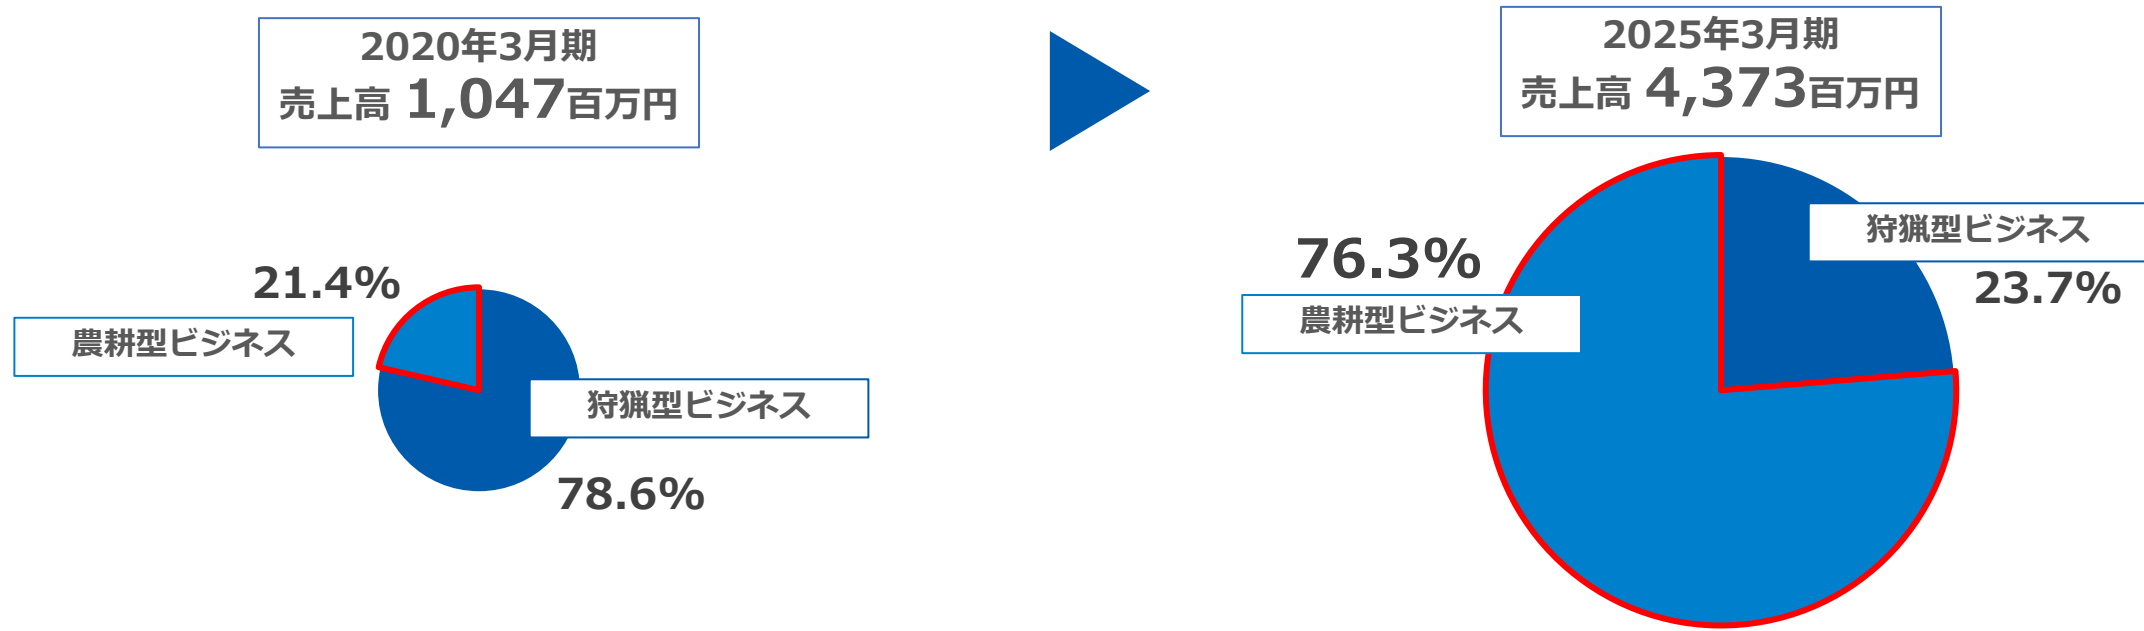 2020年3月期
売上高 1,047百万円
21.4%
農耕型ビジネス
狩猟型ビジネス
78.6%
2025年3月期
売上高 4,373百万円
76.3%
農耕型ビジネス
狩猟型ビジネス
23.7%